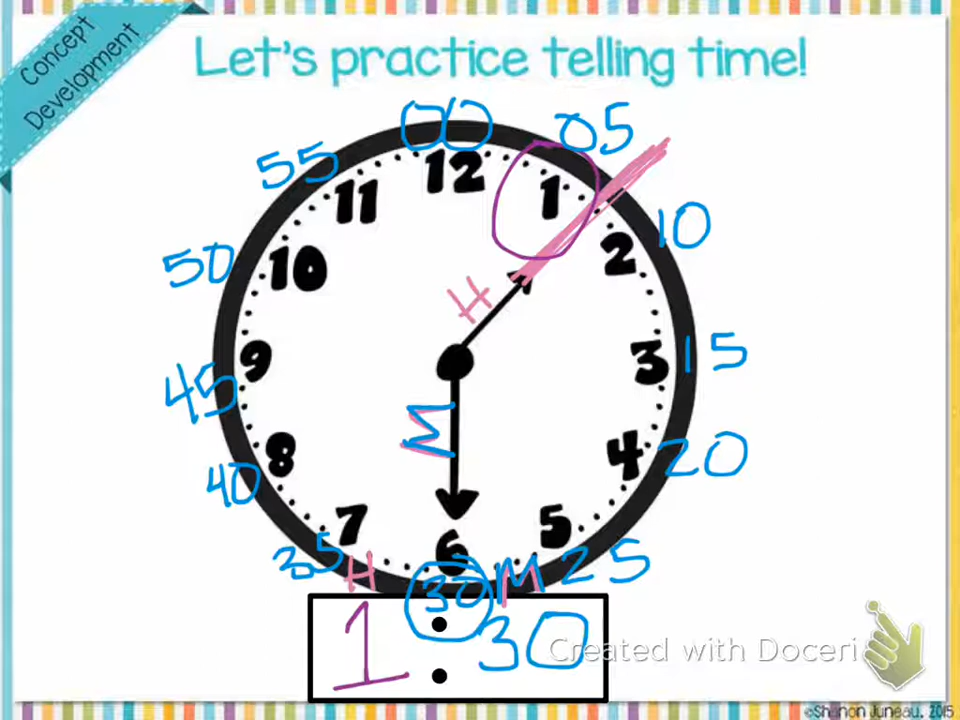 Concept
Development
Let's practice telling time!
00
05
55
12
11
1
10
50
10
2
H
9
3
15
45
M
8
4
20
40
7
5
6
35
H
30
M
25
1 : 30
Created with Doceri
©Shanon Juneau, 2015